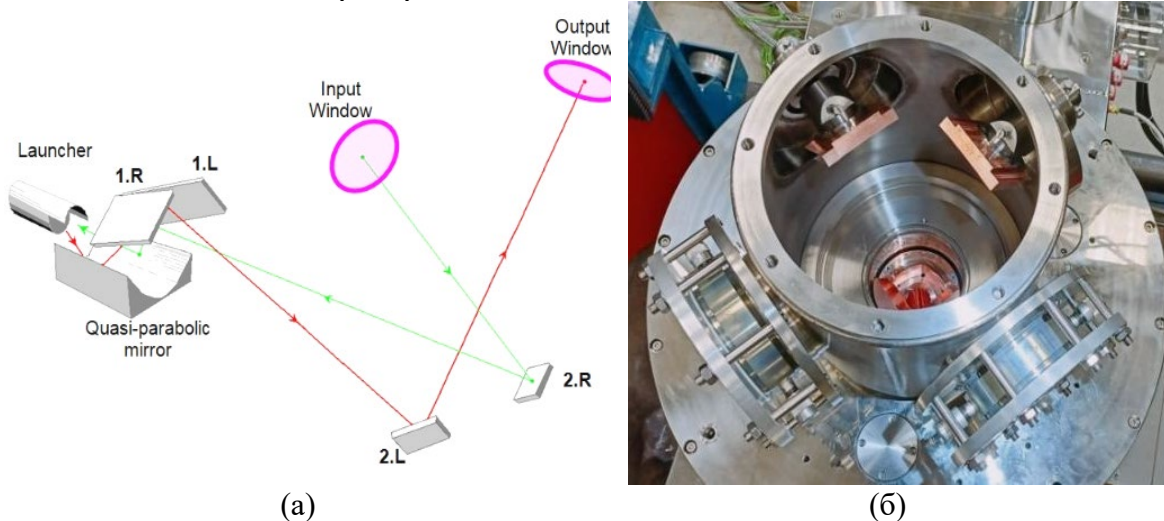 Output
Window
Input
Window
Launcher
1.L
1.R
Quasi-parabolic
mirror
2.R
2.L
(а)
(б)